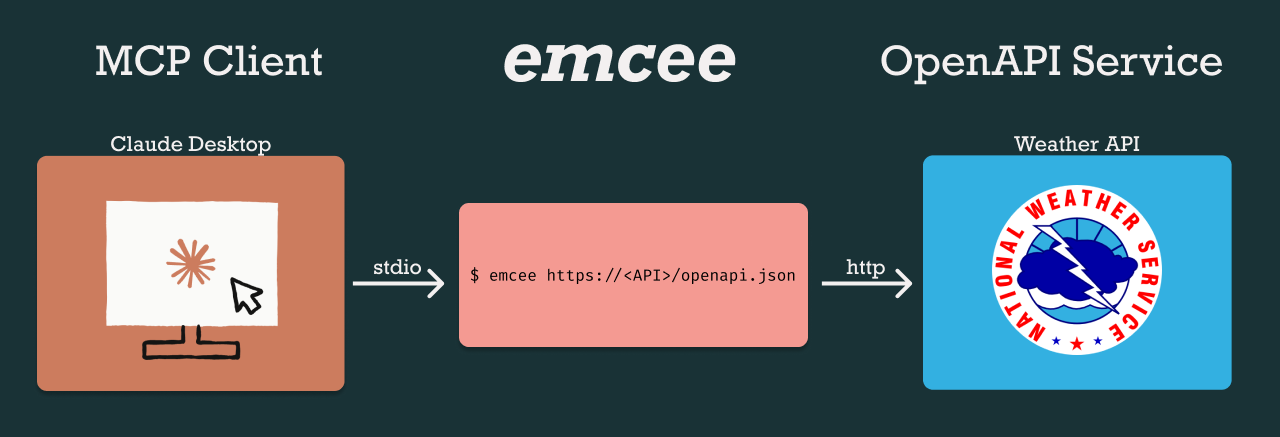 MCP Client
emcee
OpenAPI Service
Claude Desktop
Weather API
stdio
$ emcee https://<API>/openapi.json
http
NATIONAL WEATHER SERVICE